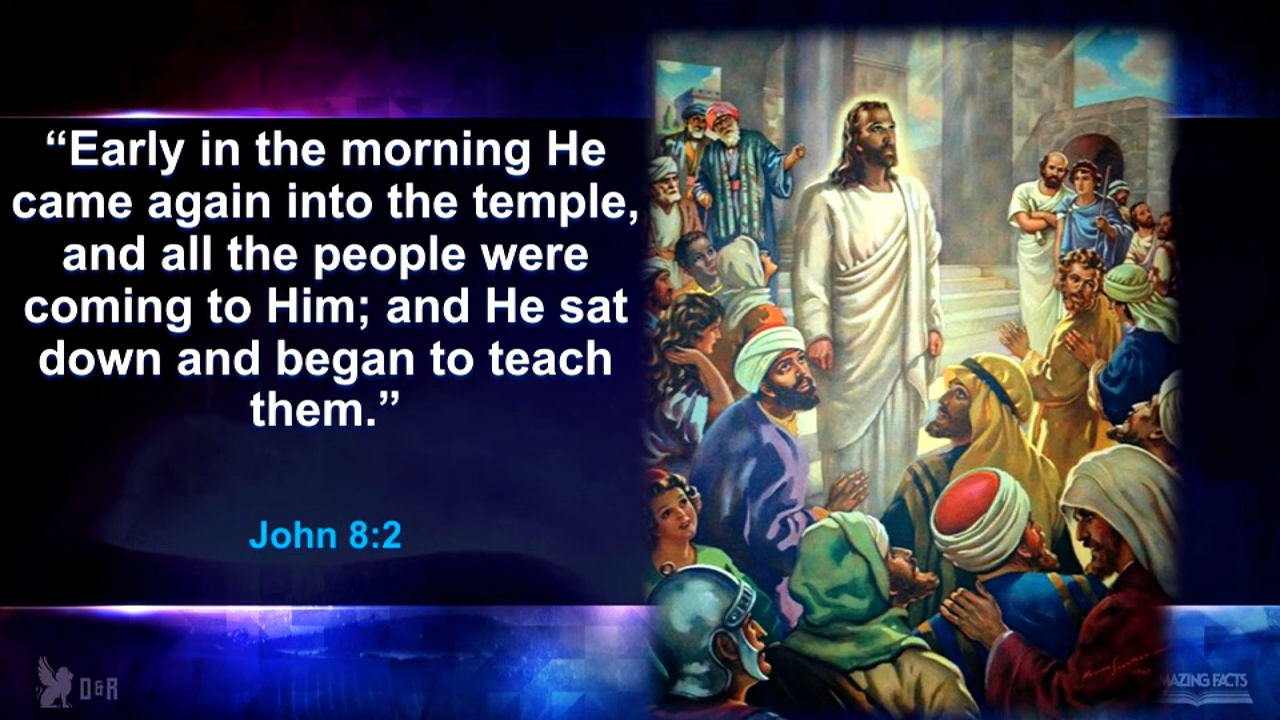 “Early in the morning He
came again into the temple,
and all the people were
coming to Him; and He sat
down and began to teach
them.”
John 8:2
D&R
MAZING FACTS